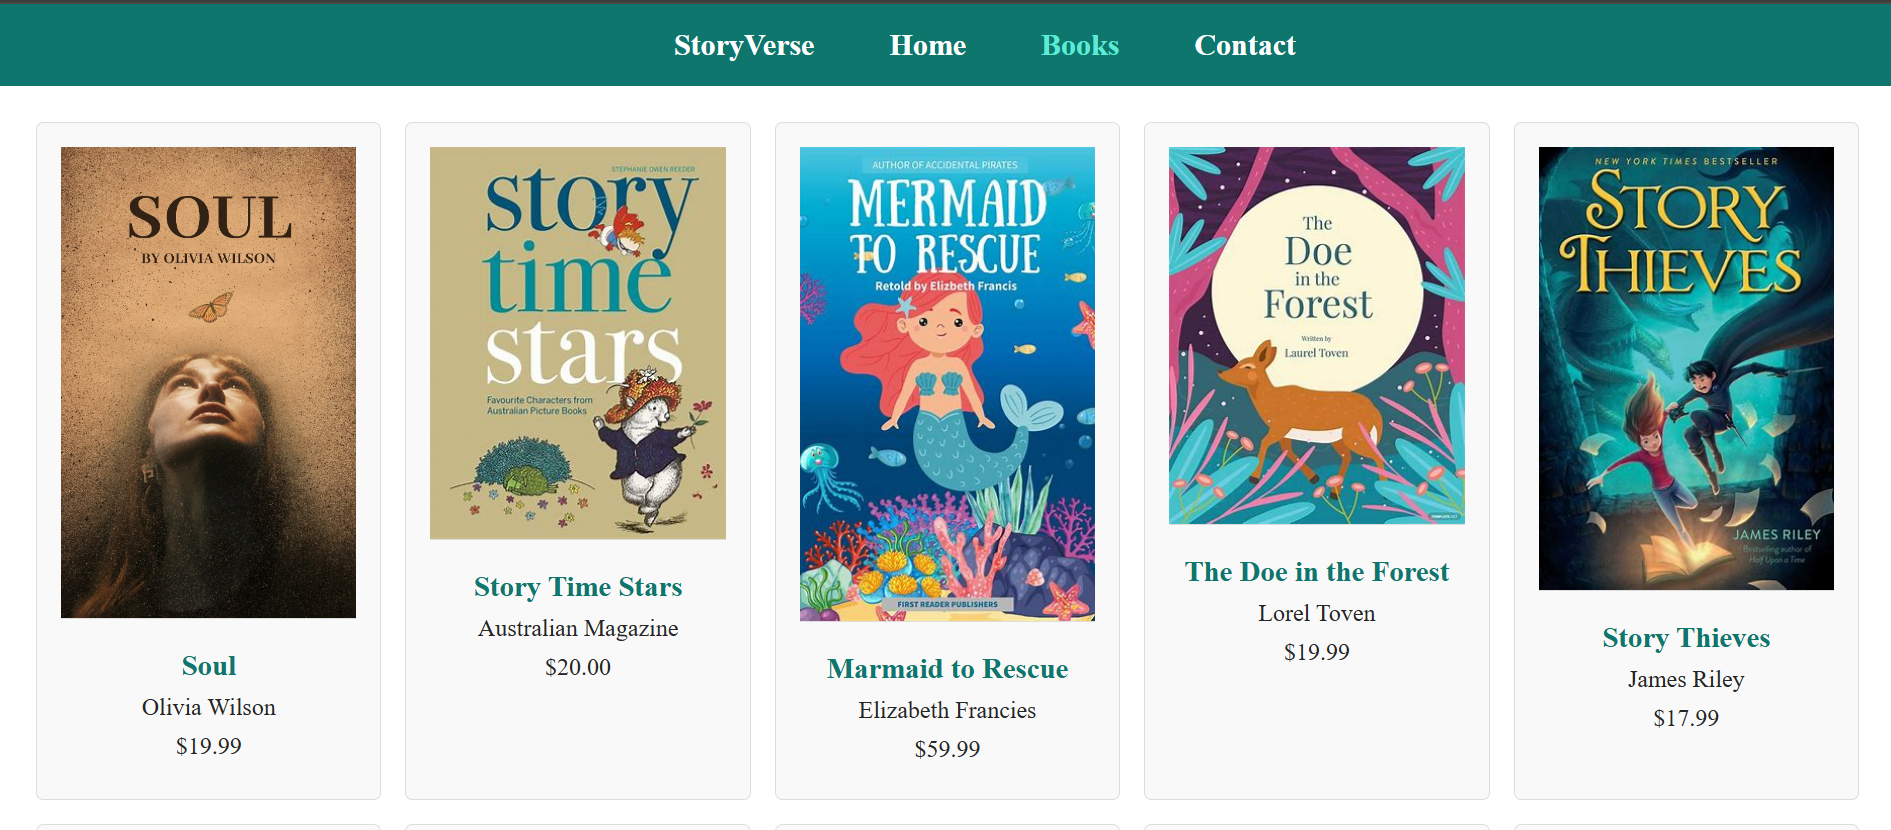 StoryVerse Home Books Contact
SOUL
BY OLIVIA WILSON
Soul
Olivia Wilson
$19.99
STEPHANIE OWEN REEDER
story
time
stars
Favourite Characters from
Australian Picture Books
Story Time Stars
Australian Magazine
$20.00
AUTHOR OF ACCIDENTAL PIRATES
MERMAID
TO RESCUE
Retold by Elizbeth Francis
FIRST READER PUBLISHERS
Marmaid to Rescue
Elizabeth Francies
$59.99
The
Doe
in the
Forest
Written by
Laurel Toven
TEMPLATE.NET
The Doe in the Forest
Lorel Toven
$19.99
NEW YORK TIMES BESTSELLER
STORY
THIEVES
JAMES RILEY
Bestselling author of
Half Upon a Time
Story Thieves
James Riley
$17.99